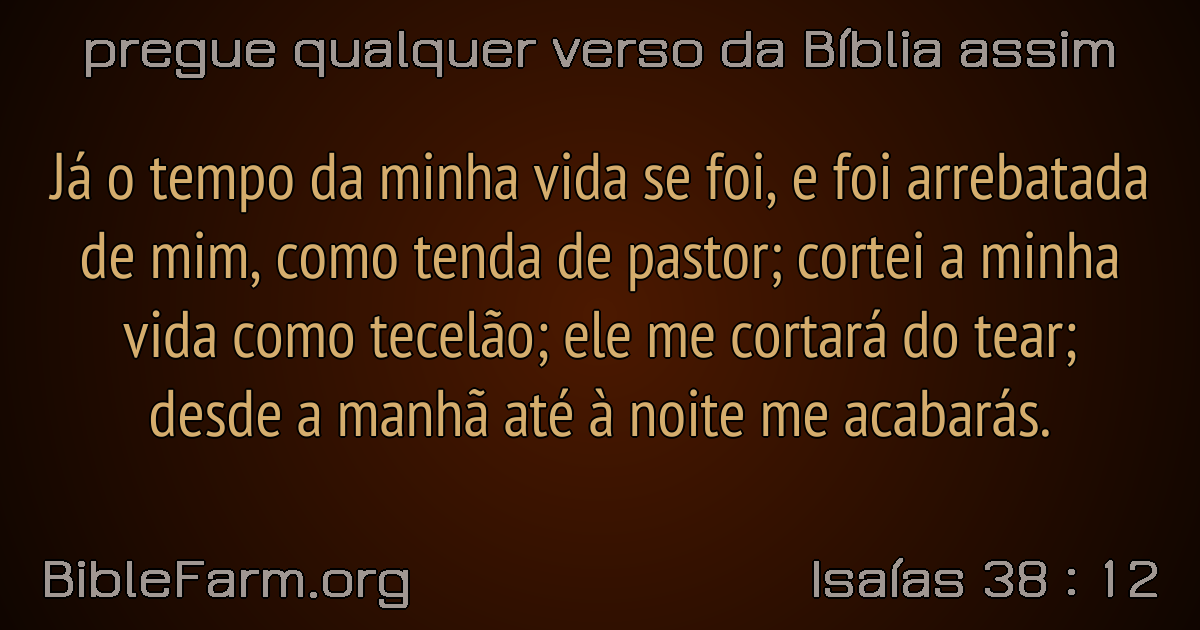 pregue qualquer verso da Bíblia assim
Já o tempo da minha vida se foi, e foi arrebatada
de mim, como tenda de pastor; cortei a minha
vida como tecelão; ele me cortará do tear;
desde a manhã até à noite me acabarás.
BibleFarm.org
Isaías 38 : 12